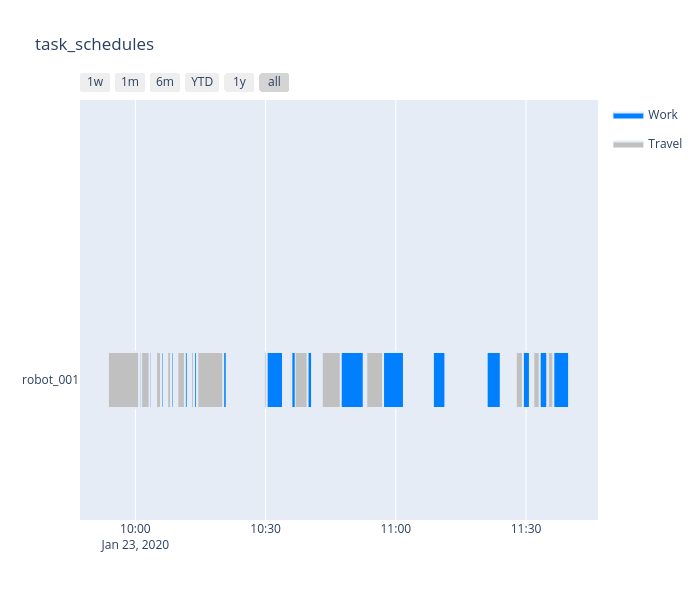 task_schedules
1w 1m 6m YTD 1y all
Work
Travel
robot_001
10:00 10:30 11:00 11:30
Jan 23, 2020